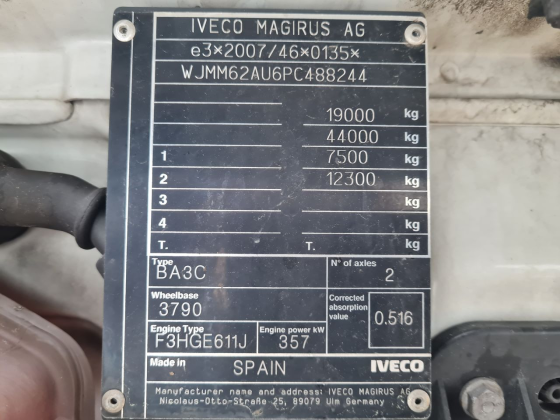 IVECO MAGIRUS AG
e3*2007/46*0135*
WJMM62AU6PC488244
19000 kg
44000 kg
1 7500 kg
2 12300 kg
3 kg
4 kg
T. T. kg
Type BA3C N° of axles 2
Wheelbase 3790 Corrected absorption value 0.516
Engine Type F3HGE611J Engine power kW 357
Made in SPAIN IVECO
Manufacturer name and address: IVECO MAGIRUS AG
Nicolaus-Otto-Straße 25, 89079 Ulm Germany